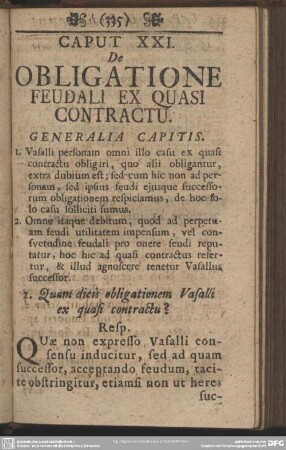 (335)
CAPUT XXI.
De
OBLIGATIONE
FEUDALI EX QUASI
CONTRACTU.
GENERALIA CAPITIS.
1. Vasalli personam omni illo casu ex quasi
contractu obligari, quo alii obligantur,
extra dubium est; sed cum hic non ad per-
sonam, sed ipsius feudi ejusque successo-
rum obligationem respiciamus, de hoc so-
lo casu solliciti sumus.
2. Omne itaque debitum, quod ad perpetu-
am feudi utilitatem impensum, vel con-
svetudine feudali pro onere feudi repu-
tatur, hoc hic ad quasi contractus refer-
tur, & illud agnoscere tenetur Vasallus
successor.
1. Quam dicis obligationem Vasalli
ex quasi contractu?
Resp.
QUæ non expresso Vasalli con-
sensu inducitur, sed ad quam
successor, acceptando feudum, taci-
te obstringitur, etiamsi non ut heres
suc-
DFG